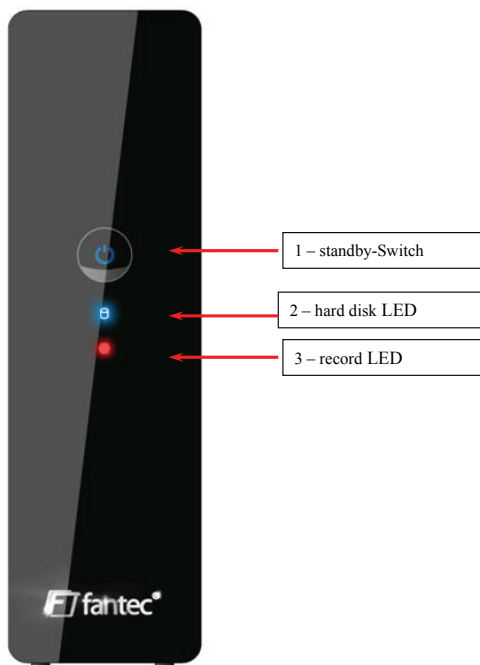 1 – standby-Switch
2 – hard disk LED
3 – record LED
fantec